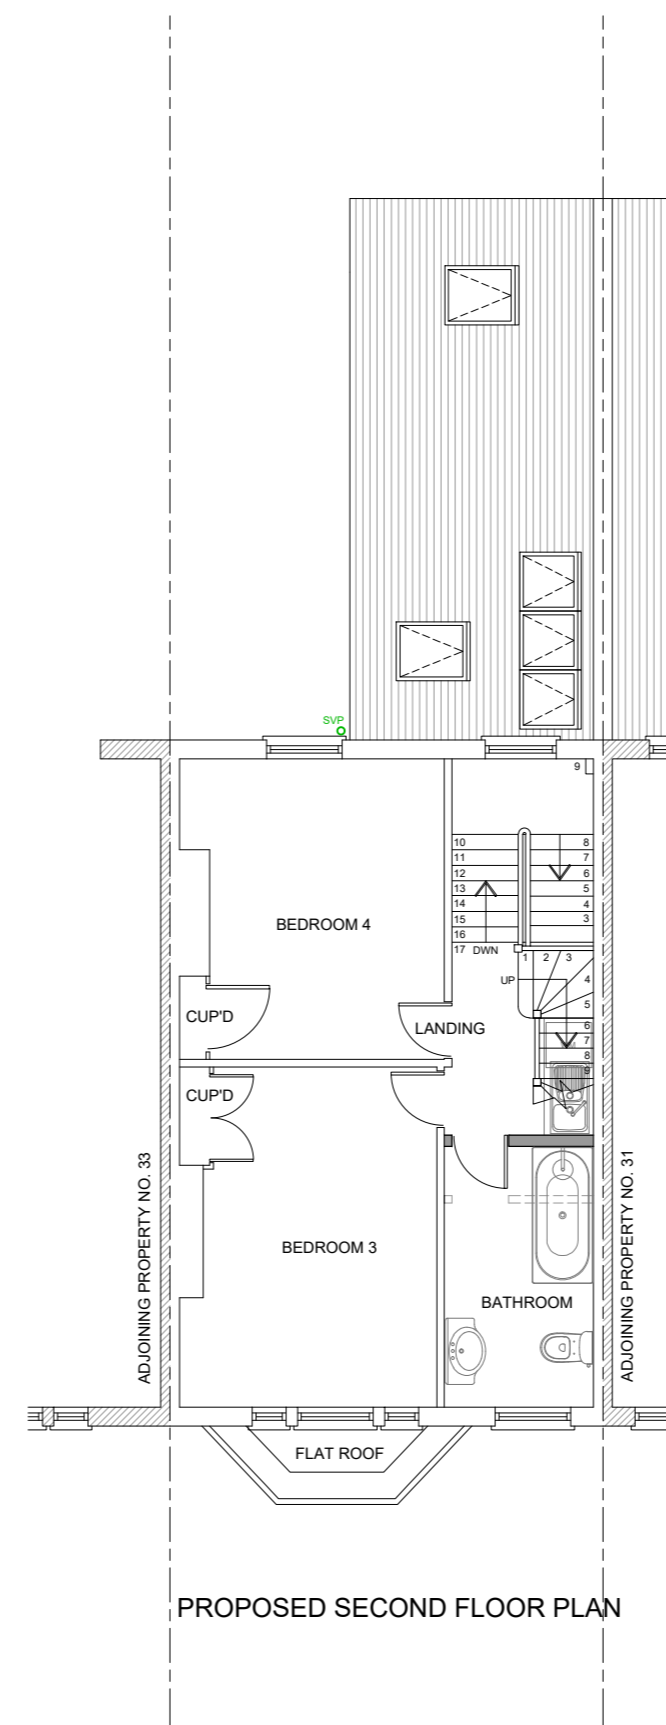 SVP
9
10
11
12
13
14
15
16
17
DWN
8
7
6
5
4
3
1
2
3
4
5
UP
6
7
8
9
BEDROOM 4
CUP'D
LANDING
CUP'D
BEDROOM 3
BATHROOM
ADJOINING PROPERTY NO. 33
ADJOINING PROPERTY NO. 31
FLAT ROOF
PROPOSED SECOND FLOOR PLAN